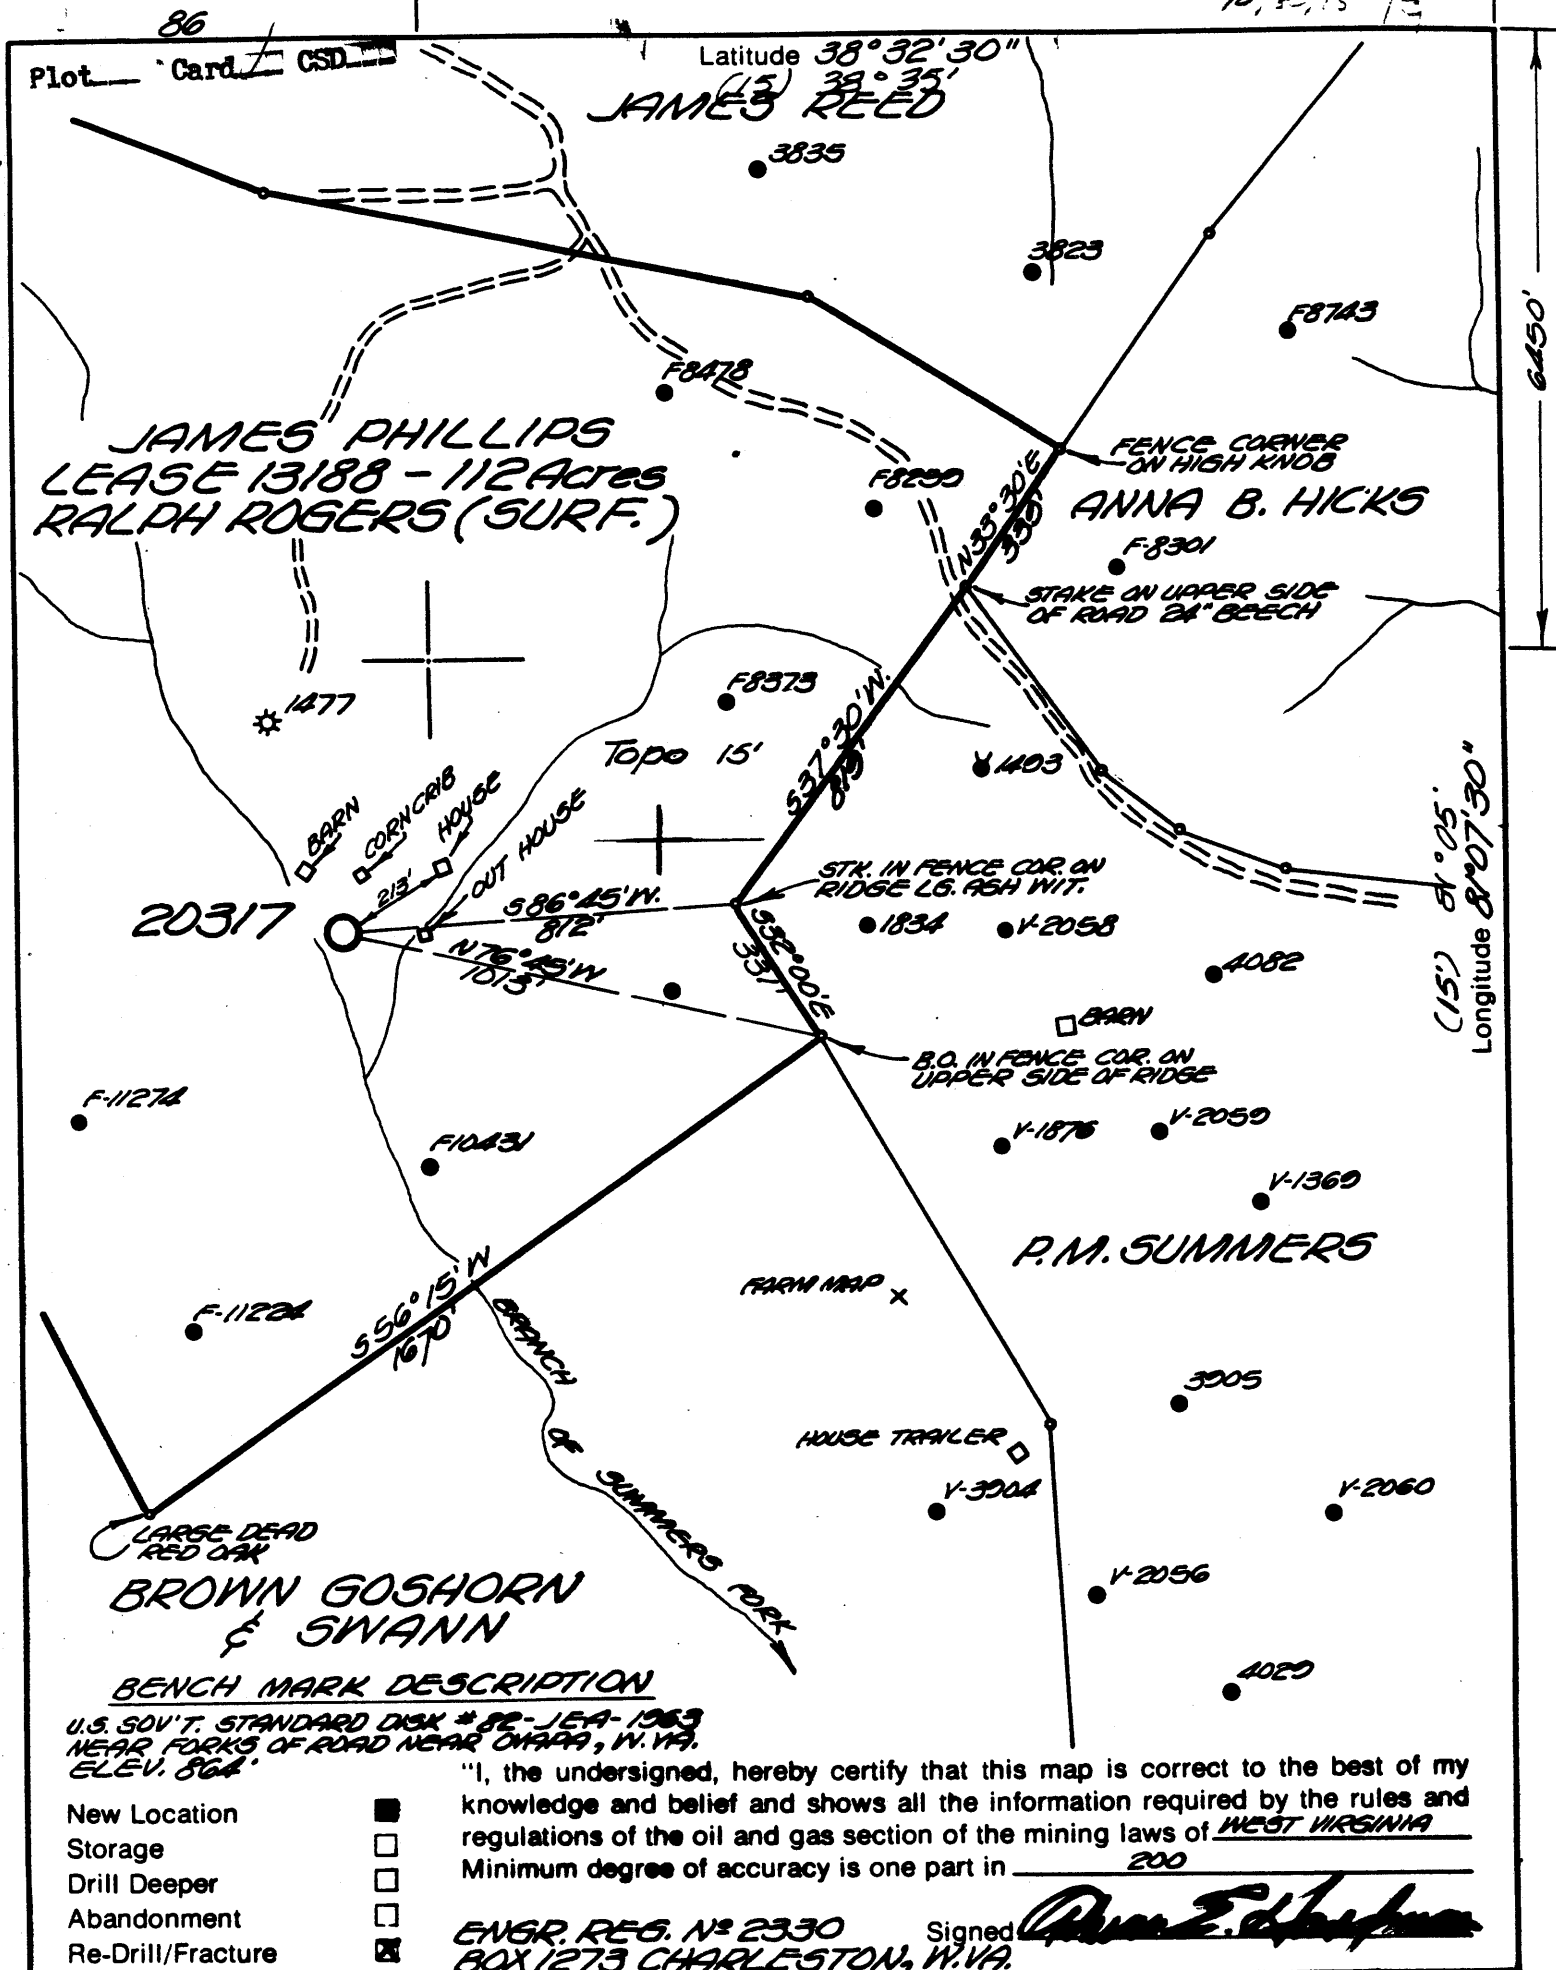 86
Plot Card CSD
Latitude 38°32'30"
(15) 38°35'
JAMES REED
3835
3823
F8743
6450'
F8478
JAMES PHILLIPS
LEASE 13188 - 112 Acres
RALPH ROGERS (SURF.)
F8299
FENCE CORNER
ON HIGH KNOB
N33°30'E
ANNA B. HICKS
F-8301
STAKE ON UPPER SIDE
OF ROAD 24" BEECH
1477
F8373
S37°30'W.
819'
Topo 15'
1493
BARN
CORN CRIB
HOUSE
OUT HOUSE
213'
20317
S86°45'W.
812'
N76°45'W
1013'
STK. IN FENCE COR. ON
RIDGE LG. ASH WIT.
S32°00'E
337'
1834
V-2058
4082
BARN
(15') 81°05'
Longitude 81°07'30"
B.O. IN FENCE COR. ON
UPPER SIDE OF RIDGE
F-11274
F10431
V-1876
V-2059
V-1369
P.M. SUMMERS
FARM MAP
F-11224
S56°15'W
1670'
BRANCH
OF SUMMERS FORK
3905
HOUSE TRAILER
V-3904
V-2060
LARGE DEAD
RED OAK
V-2056
BROWN GOSHORN
& SWANN
4029
BENCH MARK DESCRIPTION
U.S. GOV'T. STANDARD DISK #82-JEA-1963
NEAR FORKS OF ROAD NEAR OMAPA, W.VA.
ELEV. 864'
"I, the undersigned, hereby certify that this map is correct to the best of my
knowledge and belief and shows all the information required by the rules and
regulations of the oil and gas section of the mining laws of WEST VIRGINIA
Minimum degree of accuracy is one part in 200
New Location
Storage
Drill Deeper
Abandonment
Re-Drill/Fracture
ENGR. REG. Nº 2330
Signed
BOX 1273 CHARLESTON, W.VA.